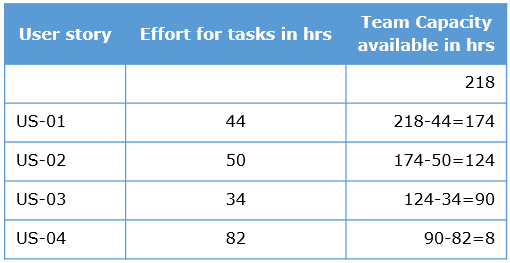 User story Effort for tasks in hrs Team Capacity
available in hrs
218
US-01 44 218-44=174
US-02 50 174-50=124
US-03 34 124-34=90
US-04 82 90-82=8